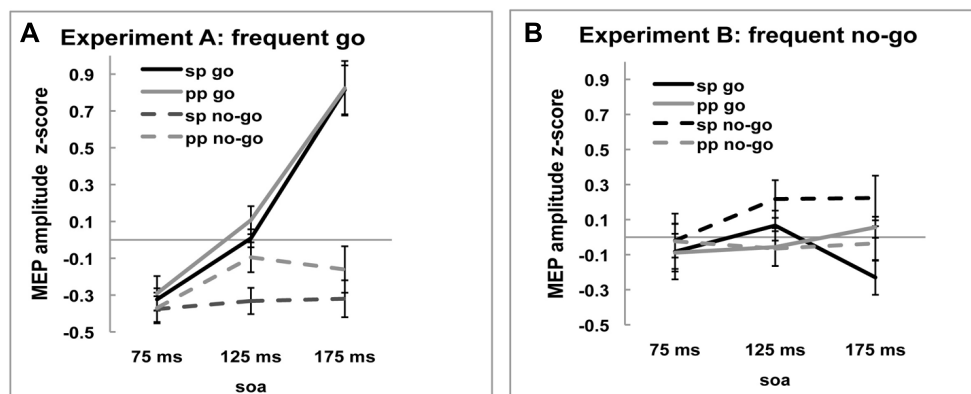 A Experiment A: frequent go
MEP amplitude z-score
0.9
0.7
0.5
0.3
0.1
-0.1
-0.3
-0.5
sp go
pp go
sp no-go
pp no-go
75 ms 125 ms 175 ms
soa
B Experiment B: frequent no-go
MEP amplitude z-score
0.9
0.7
0.5
0.3
0.1
-0.1
-0.3
-0.5
sp go
pp go
sp no-go
pp no-go
75 ms 125 ms 175 ms
soa